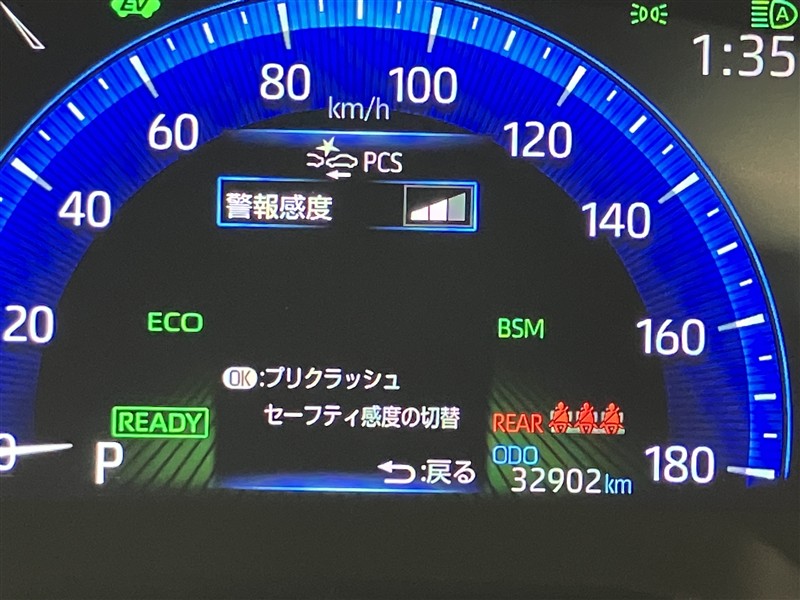 EV
A
1:35
80
100
km/h
60
120
PCS
40
警報感度
140
20
ECO
BSM
160
OK:プリクラッシュ
セーフティ感度の切替
READY
REAR
0
P
:戻る
ODO
180
32902km